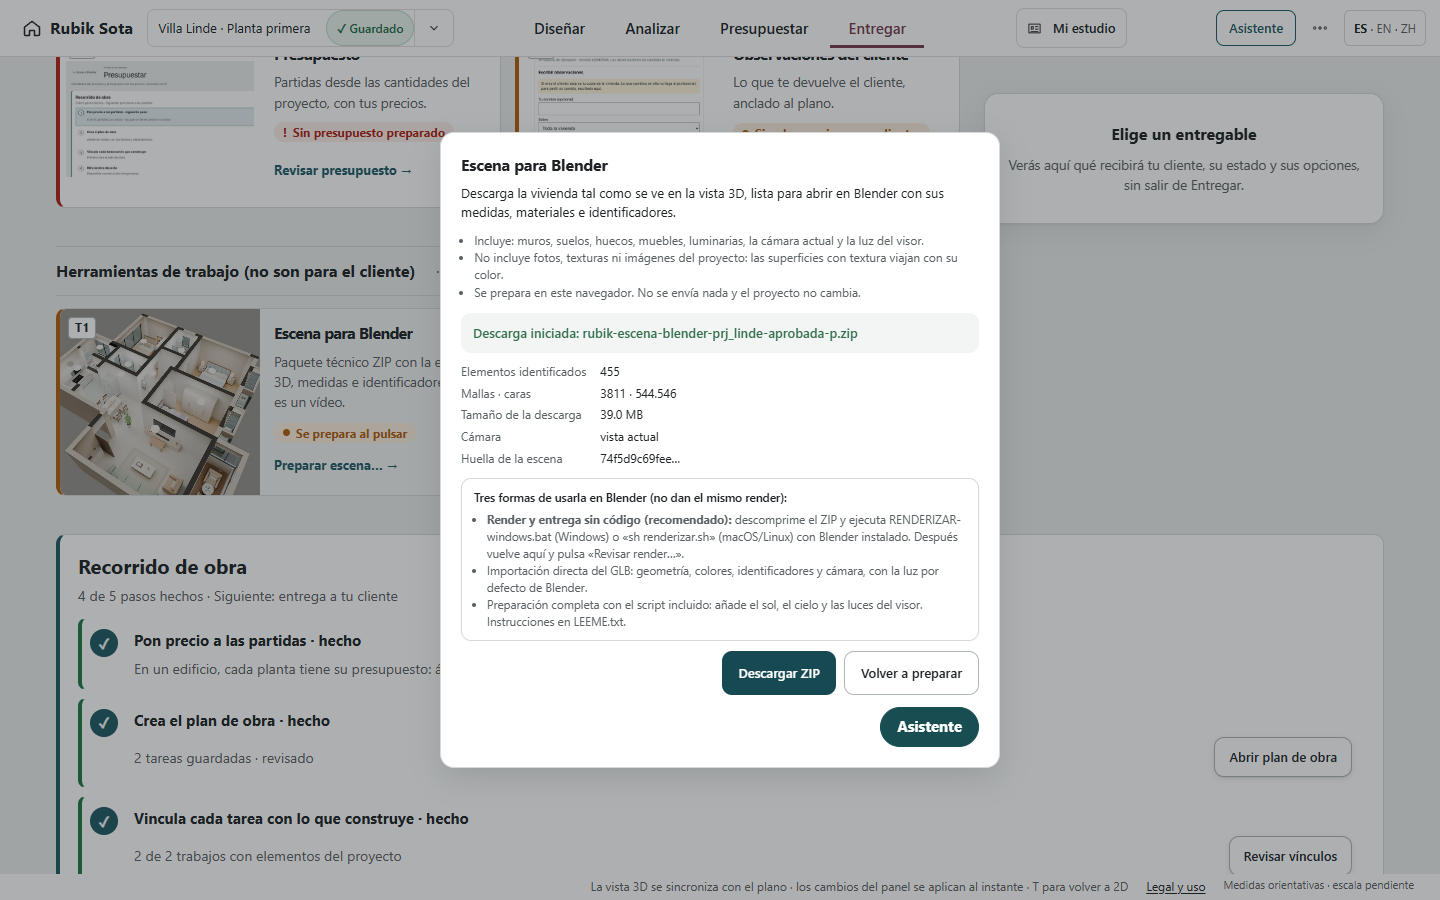 Rubik Sota
Villa Linde · Planta primera
✓ Guardado
Diseñar
Analizar
Presupuestar
Entregar
Mi estudio
Asistente
ES · EN · ZH
Presupuestar
Presupuesto
Partidas desde las cantidades del
proyecto, con tus precios.
! Sin presupuesto preparado
Revisar presupuesto →
Observaciones del cliente
Lo que te devuelve el cliente,
anclado al plano.
Elige un entregable
Verás aquí qué recibirá tu cliente, su estado y sus opciones,
sin salir de Entregar.
Herramientas de trabajo (no son para el cliente)
T1
Escena para Blender
Paquete técnico ZIP con la e
3D, medidas e identificadore
es un vídeo.
Se prepara al pulsar
Preparar escena... →
Escena para Blender
Descarga la vivienda tal como se ve en la vista 3D, lista para abrir en Blender con sus
medidas, materiales e identificadores.
• Incluye: muros, suelos, huecos, muebles, luminarias, la cámara actual y la luz del visor.
• No incluye fotos, texturas ni imágenes del proyecto: las superficies con textura viajan con su
color.
• Se prepara en este navegador. No se envía nada y el proyecto no cambia.
Descarga iniciada: rubik-escena-blender-prj_linde-aprobada-p.zip
Elementos identificados 455
Mallas · caras 3811 · 544.546
Tamaño de la descarga 39.0 MB
Cámara vista actual
Huella de la escena 74f5d9c69fee...
Tres formas de usarla en Blender (no dan el mismo render):
• Render y entrega sin código (recomendado): descomprime el ZIP y ejecuta RENDERIZAR-
windows.bat (Windows) o «sh renderizar.sh» (macOS/Linux) con Blender instalado. Después
vuelve aquí y pulsa «Revisar render...».
• Importación directa del GLB: geometría, colores, identificadores y cámara, con la luz por
defecto de Blender.
• Preparación completa con el script incluido: añade el sol, el cielo y las luces del visor.
Instrucciones en LEEME.txt.
Descargar ZIP
Volver a preparar
Asistente
Recorrido de obra
4 de 5 pasos hechos · Siguiente: entrega a tu cliente
✓ Pon precio a las partidas · hecho
En un edificio, cada planta tiene su presupuesto: á
✓ Crea el plan de obra · hecho
2 tareas guardadas · revisado
Abrir plan de obra
✓ Vincula cada tarea con lo que construye · hecho
2 de 2 trabajos con elementos del proyecto
Revisar vínculos
La vista 3D se sincroniza con el plano · los cambios del panel se aplican al instante · T para volver a 2D
Legal y uso
Medidas orientativas · escala pendiente